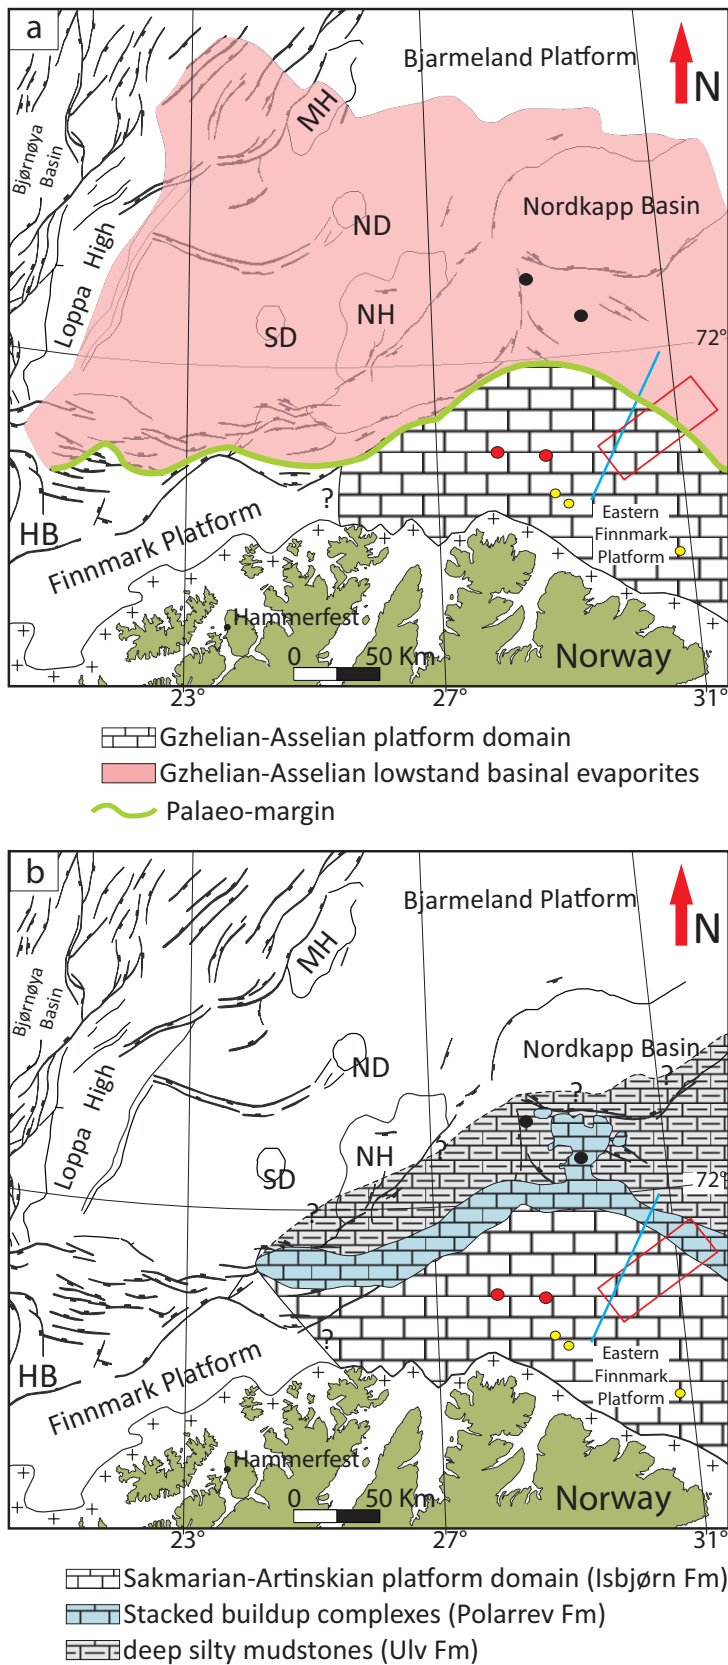 a
Bjarmeland Platform
N
MH
Bjørnøya
Basin
Nordkapp Basin
ND
Loppa High
NH
SD
72°
?
HB
Finnmark Platform
Eastern
Finnmark
Platform
Hammerfest
0 50 Km
Norway
23° 27° 31°
Gzhelian-Asselian platform domain
Gzhelian-Asselian lowstand basinal evaporites
Palaeo-margin
b
Bjarmeland Platform
N
MH
Bjørnøya
Basin
Nordkapp Basin
ND
?
?
Loppa High
NH
?
SD
72°
?
?
HB
Finnmark Platform
Eastern
Finnmark
Platform
Hammerfest
0 50 Km
Norway
23° 27° 31°
Sakmarian-Artinskian platform domain (Isbjørn Fm)
Stacked buildup complexes (Polarrev Fm)
deep silty mudstones (Ulv Fm)